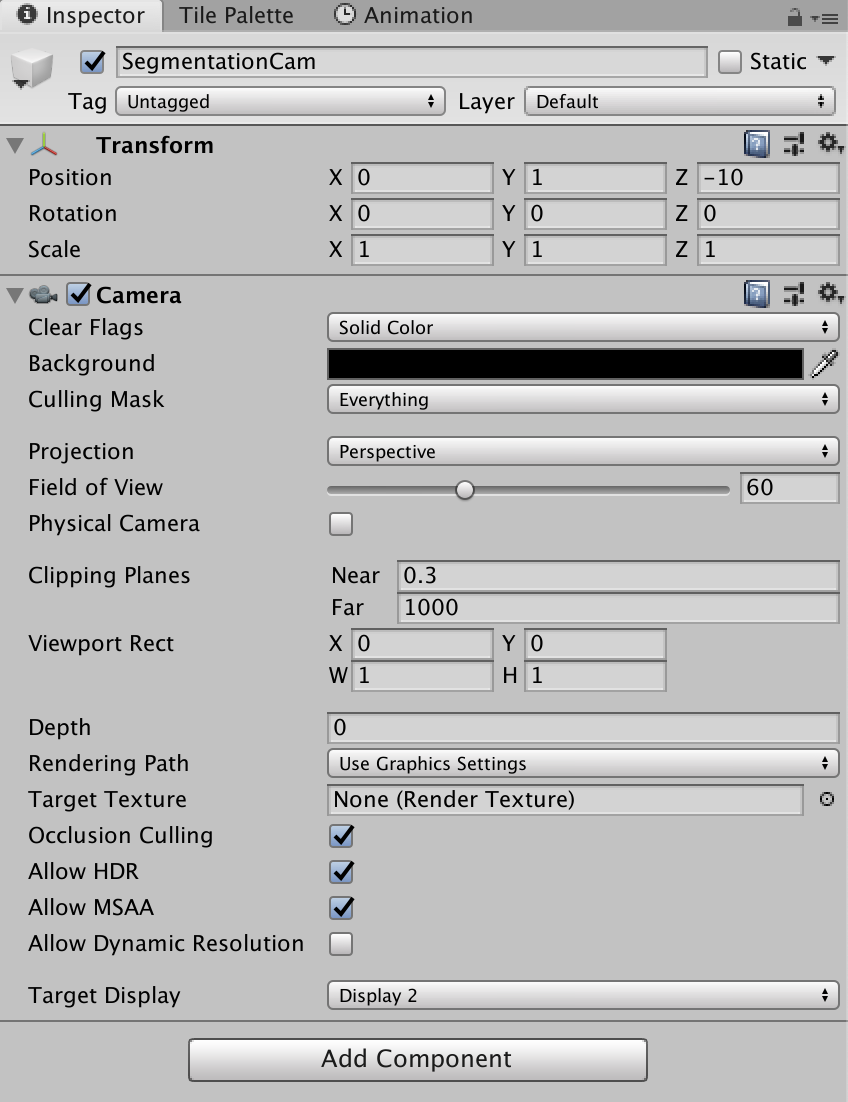 Inspector Tile Palette Animation
SegmentationCam Static
Tag Untagged Layer Default
Transform
Position X 0 Y 1 Z -10
Rotation X 0 Y 0 Z 0
Scale X 1 Y 1 Z 1
Camera
Clear Flags Solid Color
Background
Culling Mask Everything
Projection Perspective
Field of View 60
Physical Camera
Clipping Planes Near 0.3
Far 1000
Viewport Rect X 0 Y 0
W 1 H 1
Depth 0
Rendering Path Use Graphics Settings
Target Texture None (Render Texture)
Occlusion Culling
Allow HDR
Allow MSAA
Allow Dynamic Resolution
Target Display Display 2
Add Component